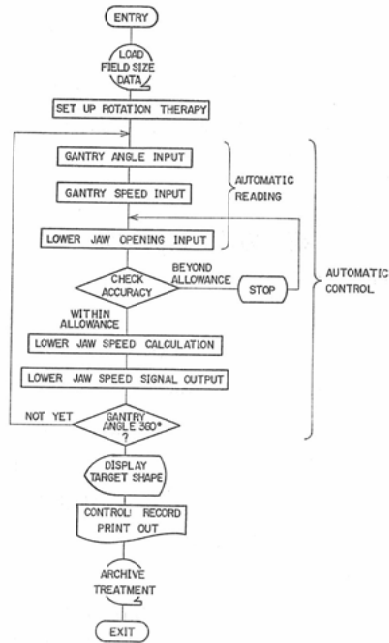 ENTRY
LOAD
FIELD SIZE
DATA
SET UP ROTATION THERAPY
GANTRY ANGLE INPUT
GANTRY SPEED INPUT
AUTOMATIC
READING
LOWER JAW OPENING INPUT
CHECK
ACCURACY
BEYOND
ALLOWANCE
STOP
AUTOMATIC
CONTROL
WITHIN
ALLOWANCE
LOWER JAW SPEED CALCULATION
LOWER JAW SPEED SIGNAL OUTPUT
NOT YET
GANTRY
ANGLE 360°
?
DISPLAY
TARGET SHAPE
CONTROL RECORD
PRINT OUT
ARCHIVE
TREATMENT
EXIT